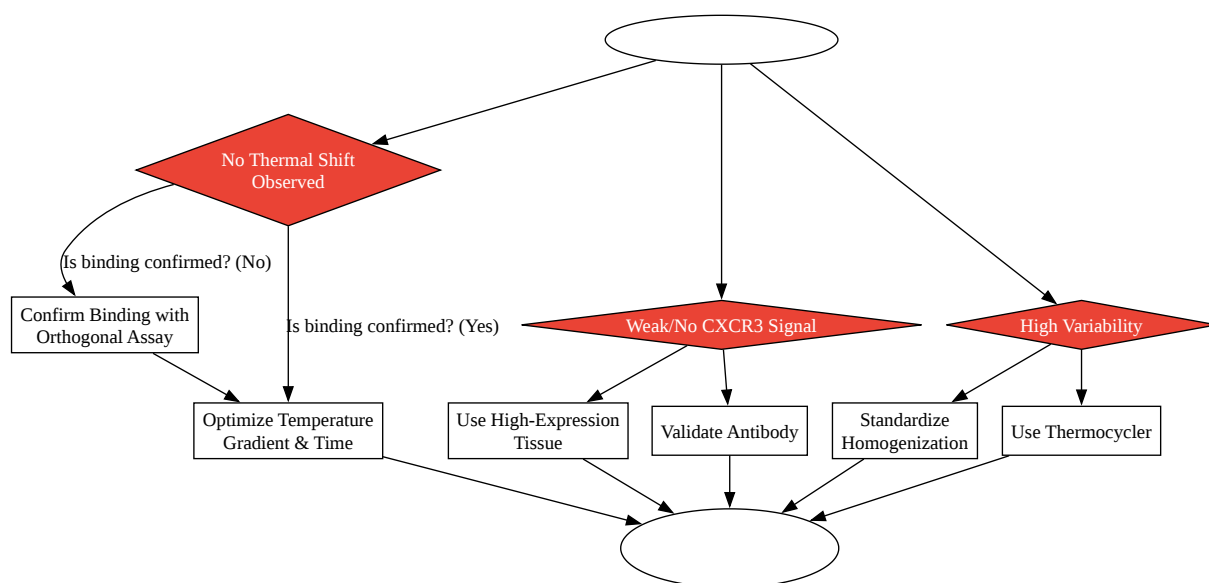 No Thermal Shift
Observed
Is binding confirmed? (No)
Confirm Binding with
Orthogonal Assay
Is binding confirmed? (Yes)
Weak/No CXCR3 Signal
High Variability
Optimize Temperature
Gradient & Time
Use High-Expression
Tissue
Validate Antibody
Standardize
Homogenization
Use Thermocycler